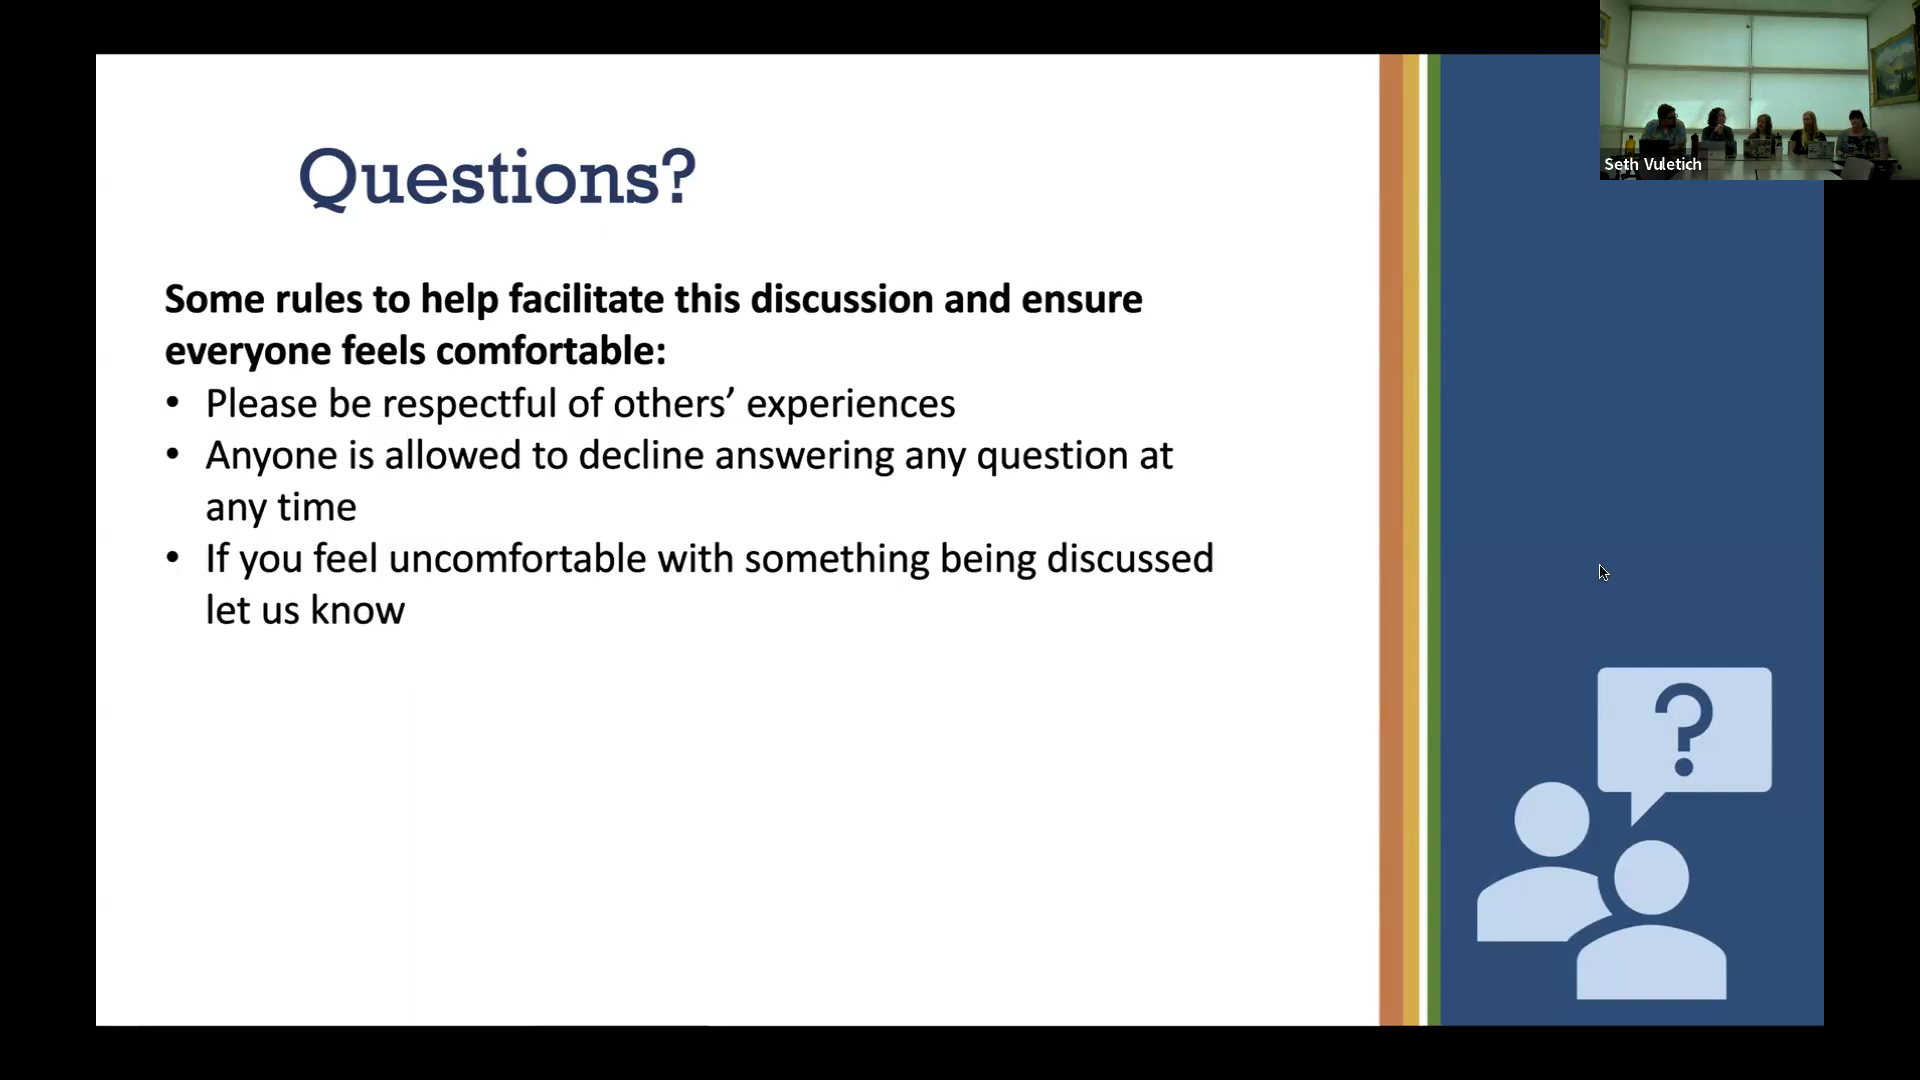 Seth Vuletich
Questions?
Some rules to help facilitate this discussion and ensure
everyone feels comfortable:
• Please be respectful of others’ experiences
• Anyone is allowed to decline answering any question at
any time
• If you feel uncomfortable with something being discussed
let us know
?